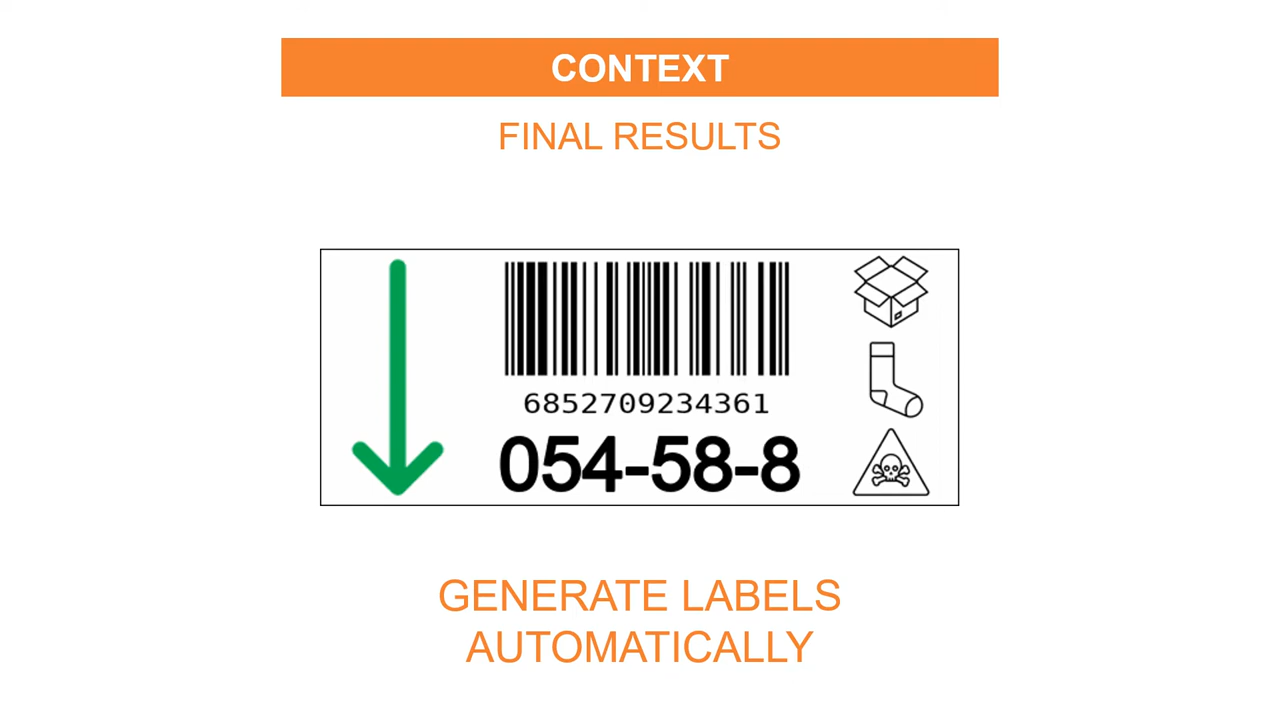 CONTEXT
FINAL RESULTS
6852709234361
054-58-8
GENERATE LABELS
AUTOMATICALLY